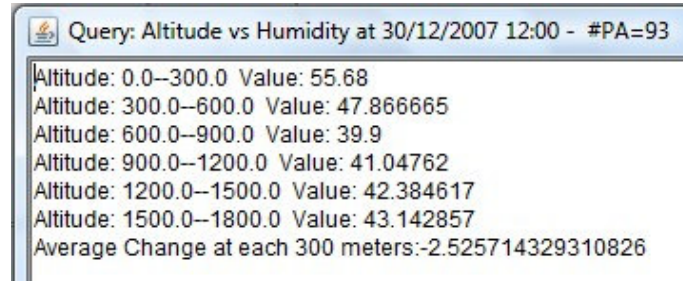 Query: Altitude vs Humidity at 30/12/2007 12:00 - #PA=93
Altitude: 0.0--300.0 Value: 55.68
Altitude: 300.0--600.0 Value: 47.866665
Altitude: 600.0--900.0 Value: 39.9
Altitude: 900.0--1200.0 Value: 41.04762
Altitude: 1200.0--1500.0 Value: 42.384617
Altitude: 1500.0--1800.0 Value: 43.142857
Average Change at each 300 meters:-2.525714329310826